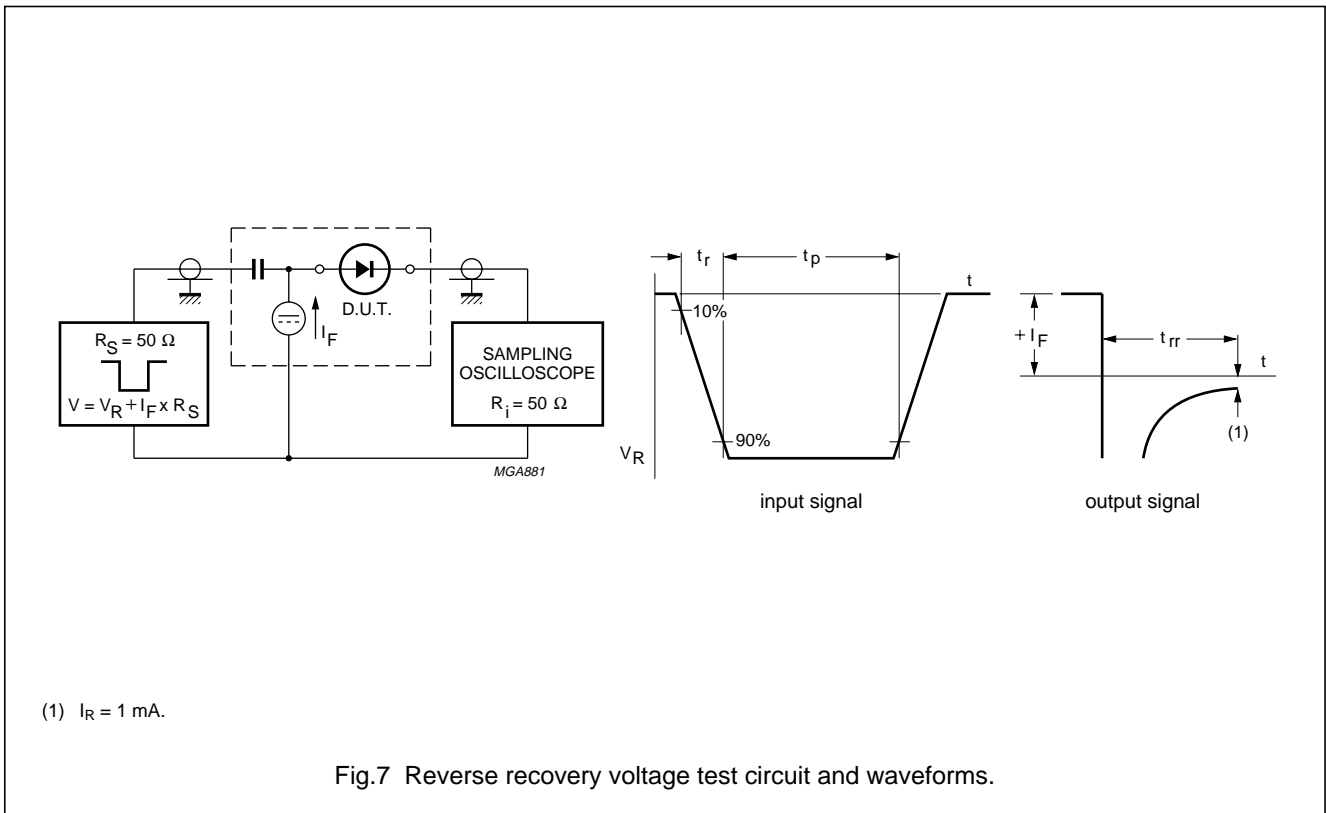 D.U.T.
I_F
R_S = 50 Ω
V = V_R + I_F x R_S
SAMPLING
OSCILLOSCOPE
R_i = 50 Ω
MGA881
t_r
t_p
t
10%
90%
V_R
input signal
+ I_F
t_rr
t
(1)
output signal
(1) I_R = 1 mA.
Fig.7 Reverse recovery voltage test circuit and waveforms.